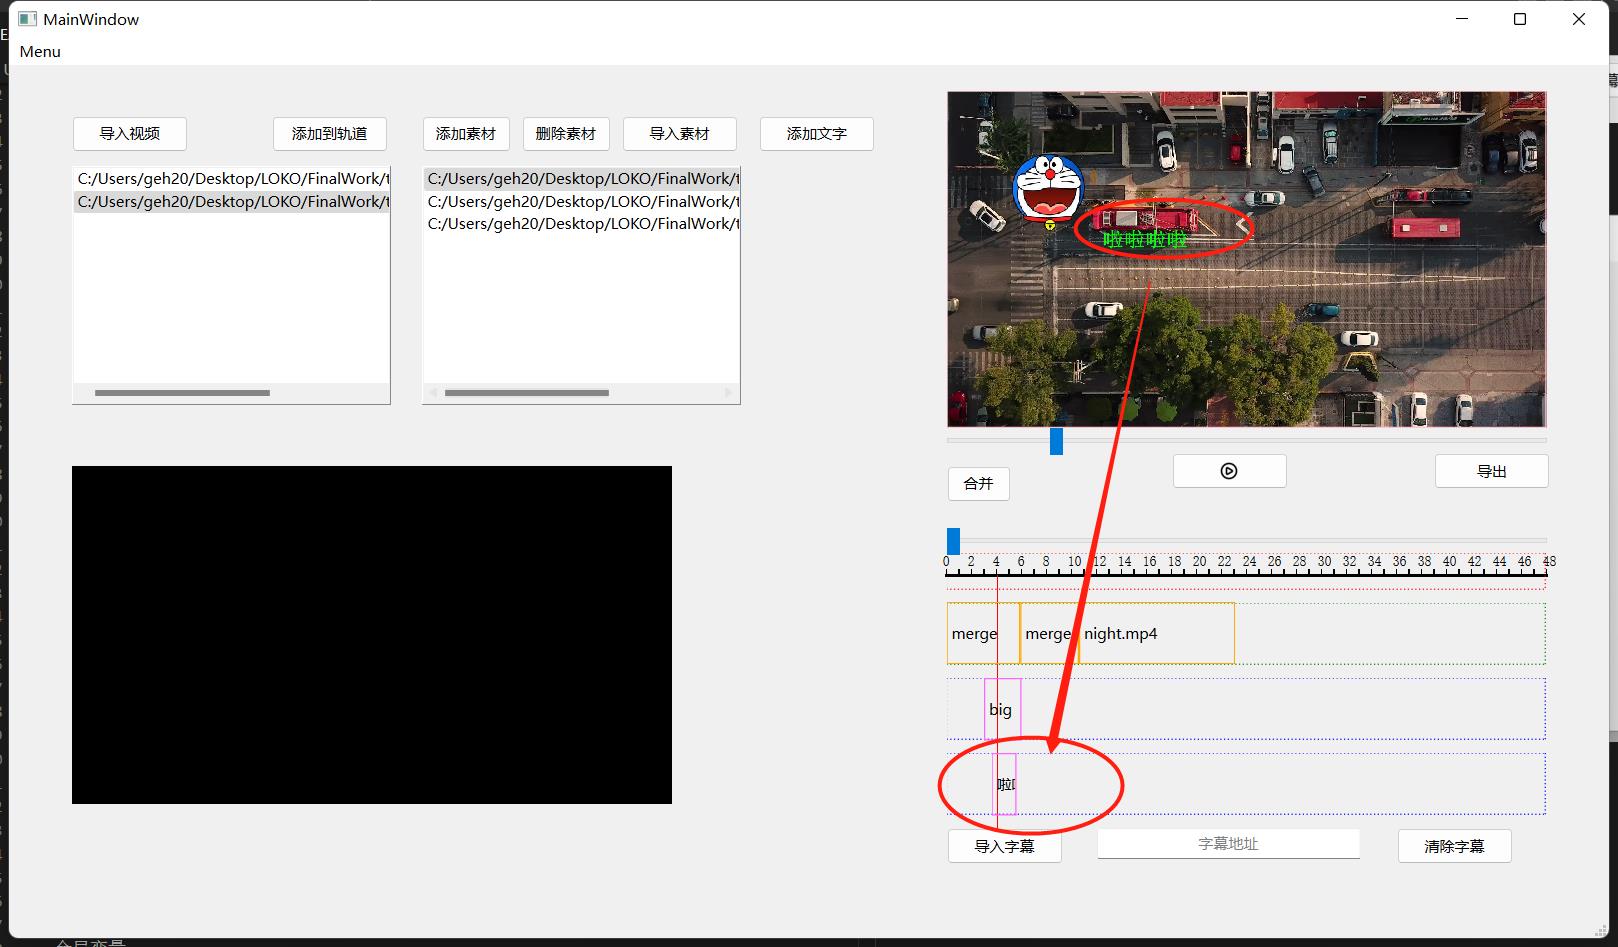 MainWindow
Menu
导入视频
添加到轨道
添加素材
删除素材
导入素材
添加文字
C:/Users/geh20/Desktop/LOKO/FinalWork/t
C:/Users/geh20/Desktop/LOKO/FinalWork/t
C:/Users/geh20/Desktop/LOKO/FinalWork/t
C:/Users/geh20/Desktop/LOKO/FinalWork/t
C:/Users/geh20/Desktop/LOKO/FinalWork/t
啦啦啦啦
合并
导出
0 2 4 6 8 10 12 14 16 18 20 22 24 26 28 30 32 34 36 38 40 42 44 46 48
merge
merge
night.mp4
big
啦
导入字幕
字幕地址
清除字幕